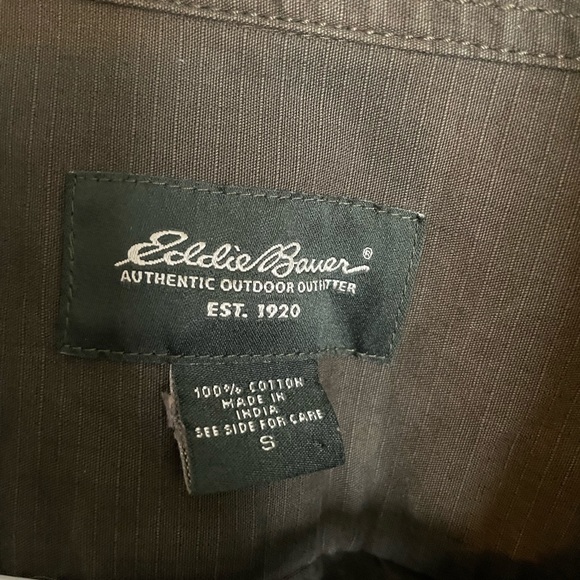 Eddie Bauer®
AUTHENTIC OUTDOOR OUTFITTER
EST. 1920
100% COTTON
MADE IN
INDIA
SEE SIDE FOR CARE
S